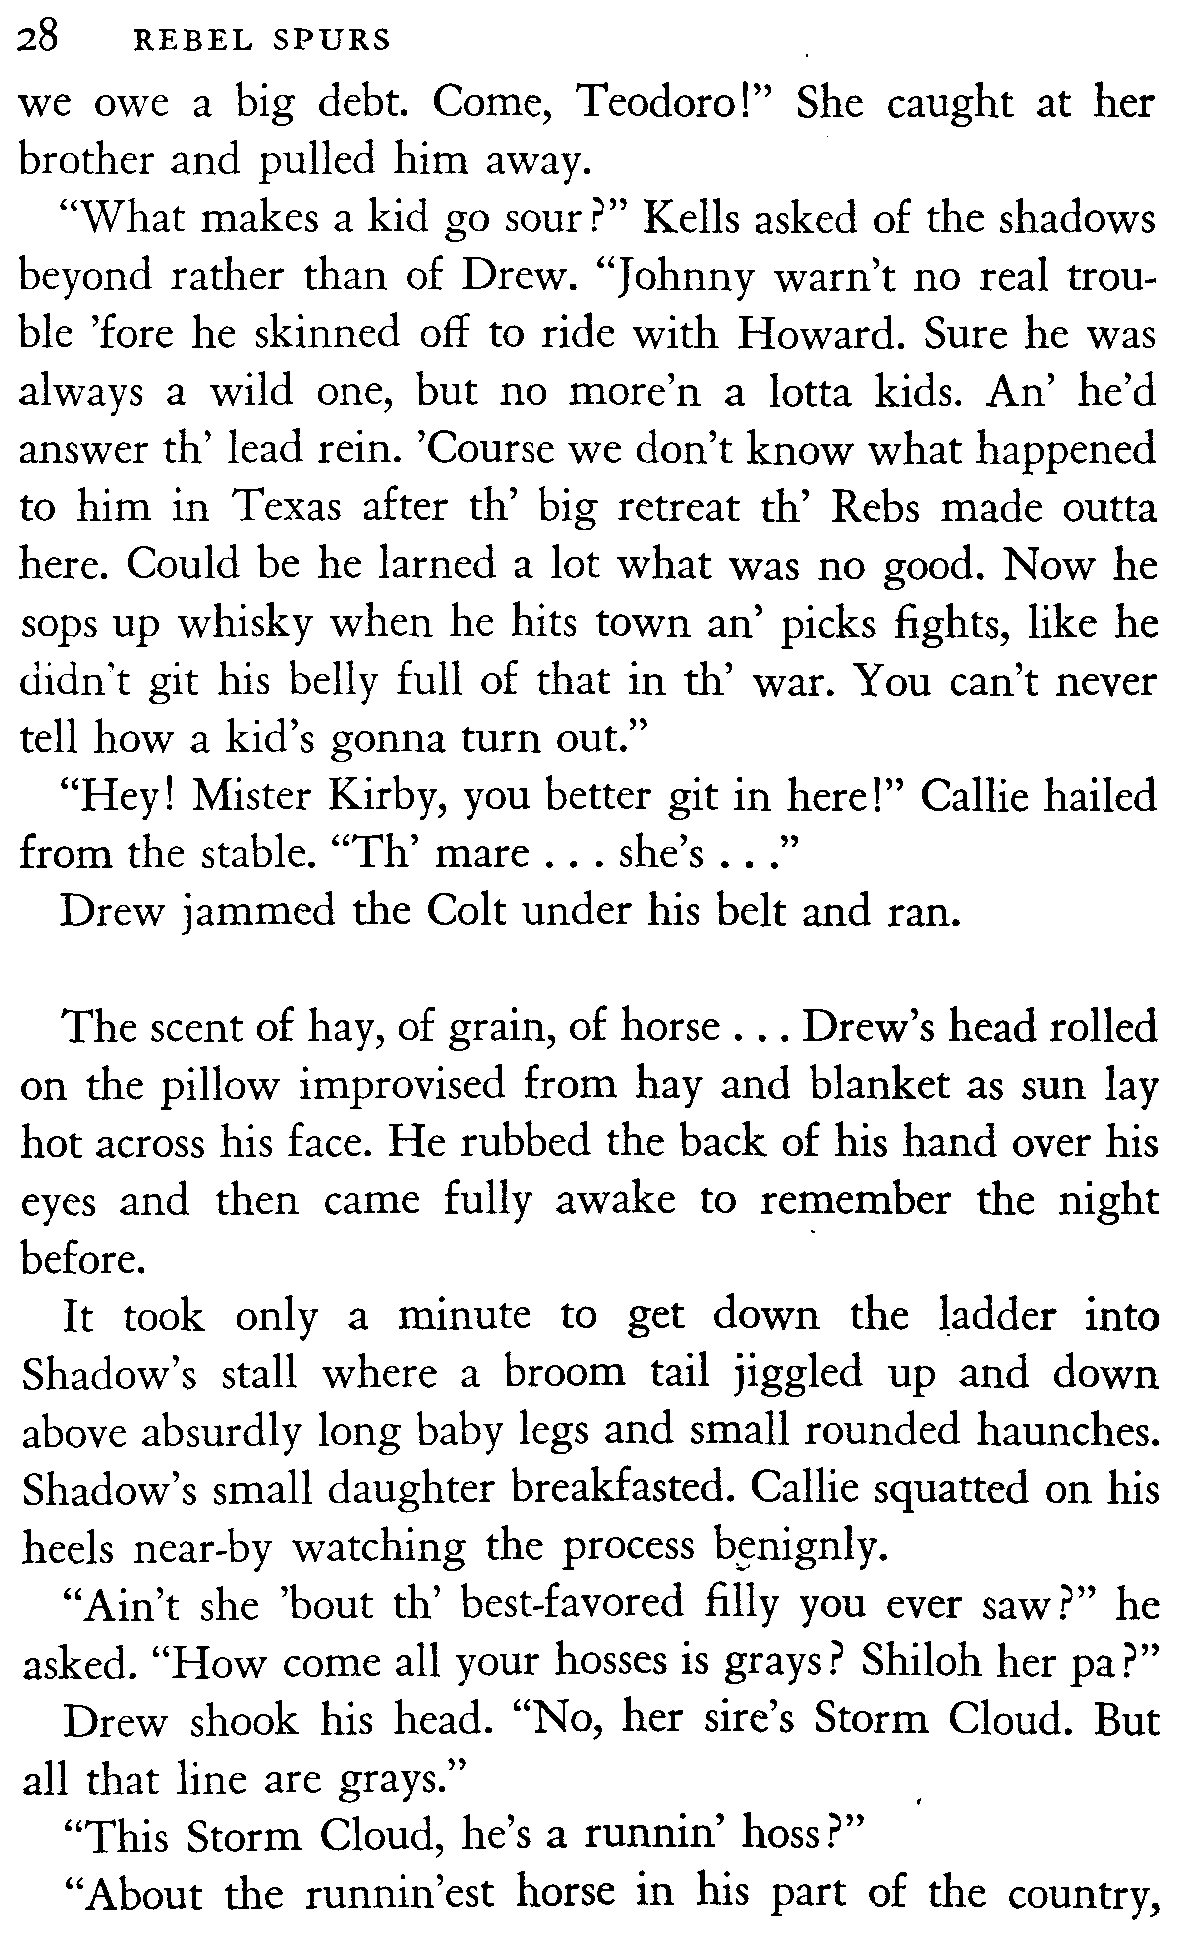 28 REBEL SPURS
we owe a big debt. Come, Teodoro!” She caught at her
brother and pulled him away.
“What makes a kid go sour?” Kells asked of the shadows
beyond rather than of Drew. “Johnny warn’t no real trou-
ble ’fore he skinned off to ride with Howard. Sure he was
always a wild one, but no more’n a lotta kids. An’ he’d
answer th’ lead rein. ’Course we don’t know what happened
to him in Texas after th’ big retreat th’ Rebs made outta
here. Could be he larned a lot what was no good. Now he
sops up whisky when he hits town an’ picks fights, like he
didn’t git his belly full of that in th’ war. You can’t never
tell how a kid’s gonna turn out.”
“Hey! Mister Kirby, you better git in here!” Callie hailed
from the stable. “Th’ mare . . . she’s . . .”
Drew jammed the Colt under his belt and ran.
The scent of hay, of grain, of horse . . . Drew’s head rolled
on the pillow improvised from hay and blanket as sun lay
hot across his face. He rubbed the back of his hand over his
eyes and then came fully awake to remember the night
before.
It took only a minute to get down the ladder into
Shadow’s stall where a broom tail jiggled up and down
above absurdly long baby legs and small rounded haunches.
Shadow’s small daughter breakfasted. Callie squatted on his
heels near-by watching the process benignly.
“Ain’t she ’bout th’ best-favored filly you ever saw?” he
asked. “How come all your hosses is grays? Shiloh her pa?”
Drew shook his head. “No, her sire’s Storm Cloud. But
all that line are grays.”
“This Storm Cloud, he’s a runnin’ hoss?”
“About the runnin’est horse in his part of the country,